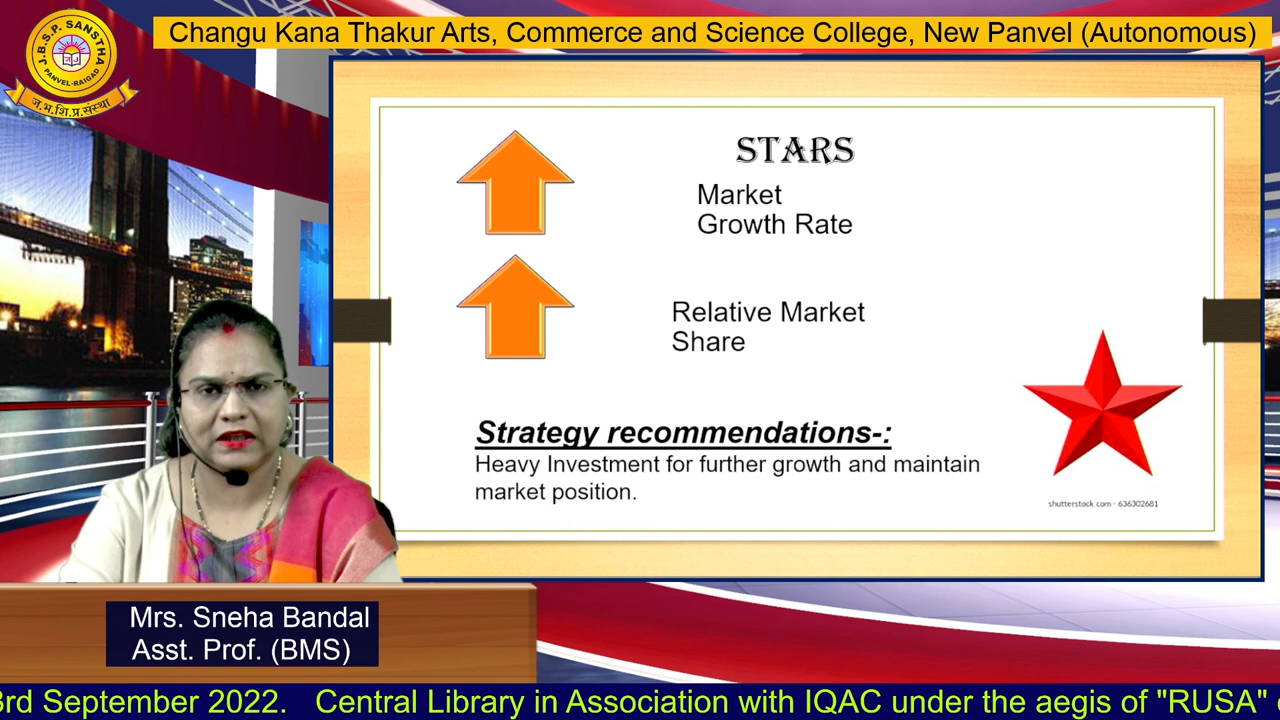 J.B.S.P. SANSTHA
PANVEL-RAIGAD
ज.भ.शि.प्र.संस्था
Changu Kana Thakur Arts, Commerce and Science College, New Panvel (Autonomous)
STARS
Market
Growth Rate
Relative Market
Share
Strategy recommendations-:
Heavy Investment for further growth and maintain
market position.
shutterstock.com · 636302681
Mrs. Sneha Bandal
Asst. Prof. (BMS)
3rd September 2022. Central Library in Association with IQAC under the aegis of "RUSA"